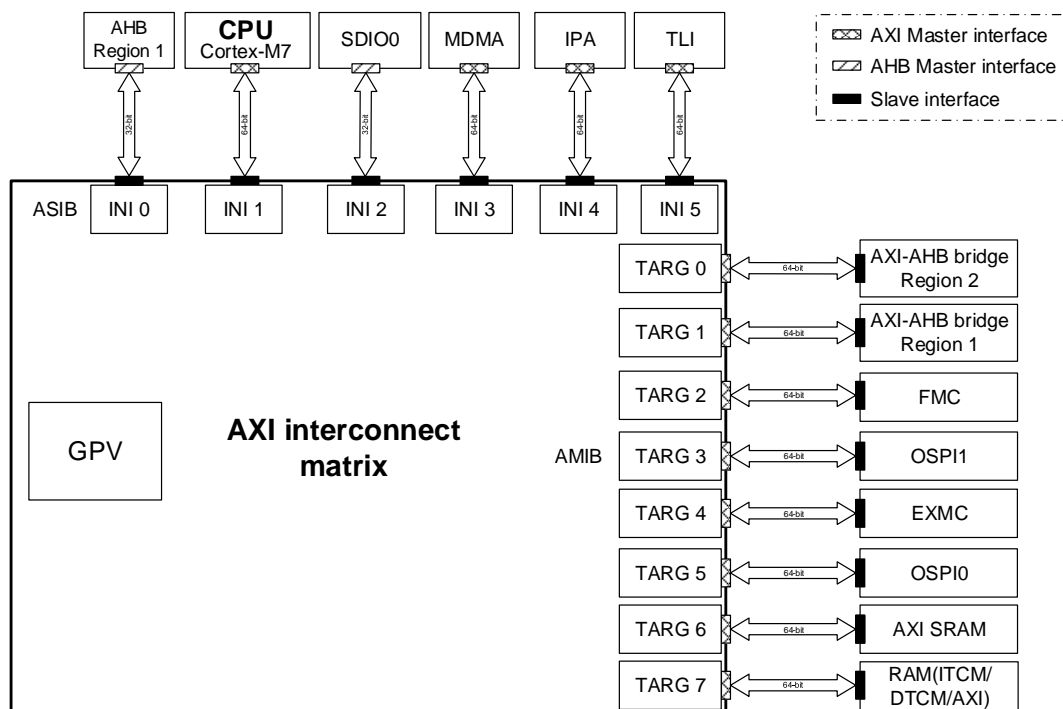 AHB
Region 1
CPU
Cortex-M7
SDIO0
MDMA
IPA
TLI
AXI Master interface
AHB Master interface
Slave interface
32-bit
64-bit
32-bit
64-bit
64-bit
64-bit
ASIB
INI 0
INI 1
INI 2
INI 3
INI 4
INI 5
TARG 0
64-bit
AXI-AHB bridge
Region 2
TARG 1
64-bit
AXI-AHB bridge
Region 1
TARG 2
64-bit
FMC
GPV
AXI interconnect
matrix
AMIB
TARG 3
64-bit
OSPI1
TARG 4
64-bit
EXMC
TARG 5
64-bit
OSPI0
TARG 6
64-bit
AXI SRAM
TARG 7
64-bit
RAM(ITCM/
DTCM/AXI)